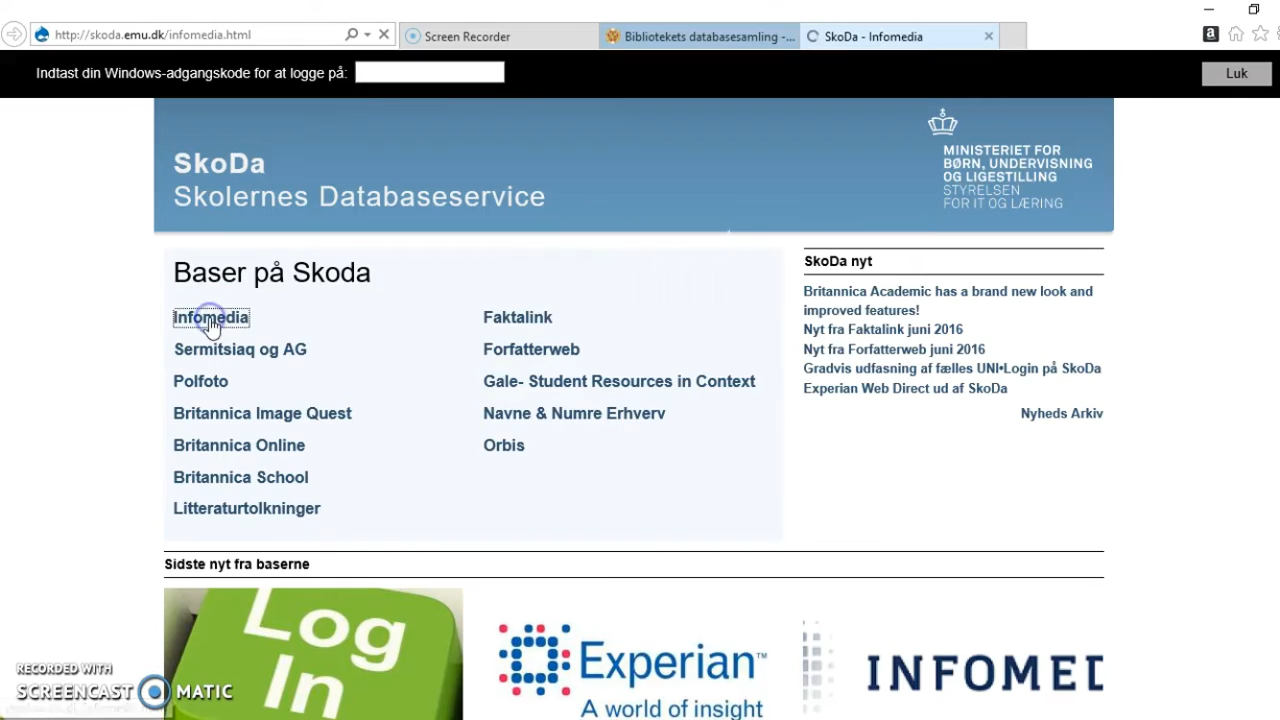 http://skoda.emu.dk/infomedia.html
Screen Recorder
Bibliotekets databasesamling -...
SkoDa - Infomedia
Indtast din Windows-adgangskode for at logge på:
Luk
SkoDa
Skolernes Databaseservice
MINISTERIET FOR
BØRN, UNDERVISNING
OG LIGESTILLING
STYRELSEN
FOR IT OG LÆRING
Baser på Skoda
Infomedia
Sermitsiaq og AG
Polfoto
Britannica Image Quest
Britannica Online
Britannica School
Litteraturtolkninger
Faktalink
Forfatterweb
Gale- Student Resources in Context
Navne & Numre Erhverv
Orbis
SkoDa nyt
Britannica Academic has a brand new look and
improved features!
Nyt fra Faktalink juni 2016
Nyt fra Forfatterweb juni 2016
Gradvis udfasning af fælles UNI•Login på SkoDa
Experian Web Direct ud af SkoDa
Nyheds Arkiv
Sidste nyt fra baserne
Log
In
Experian™
A world of insight
INFOMED
RECORDED WITH
SCREENCAST MATIC